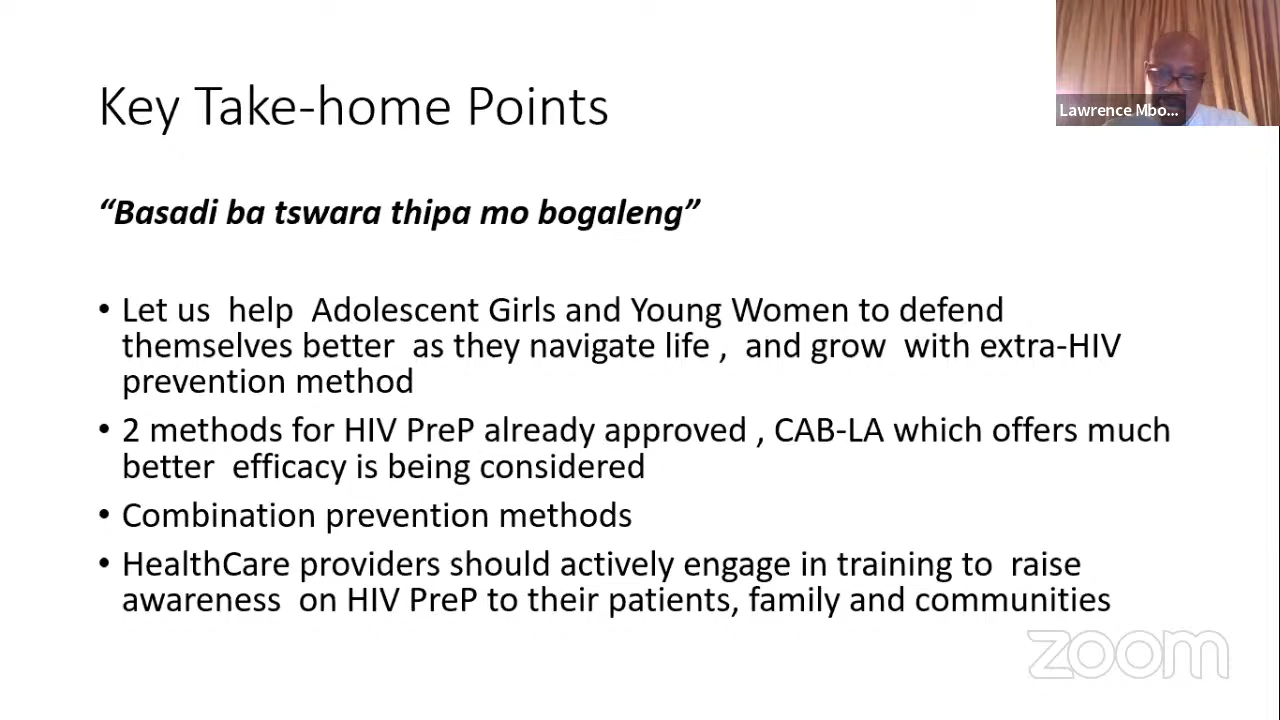 Key Take-home Points
Lawrence Mbo...
“Basadi ba tswara thipa mo bogaleng”
• Let us help Adolescent Girls and Young Women to defend
themselves better as they navigate life , and grow with extra-HIV
prevention method
• 2 methods for HIV PreP already approved , CAB-LA which offers much
better efficacy is being considered
• Combination prevention methods
• HealthCare providers should actively engage in training to raise
awareness on HIV PreP to their patients, family and communities
zoom